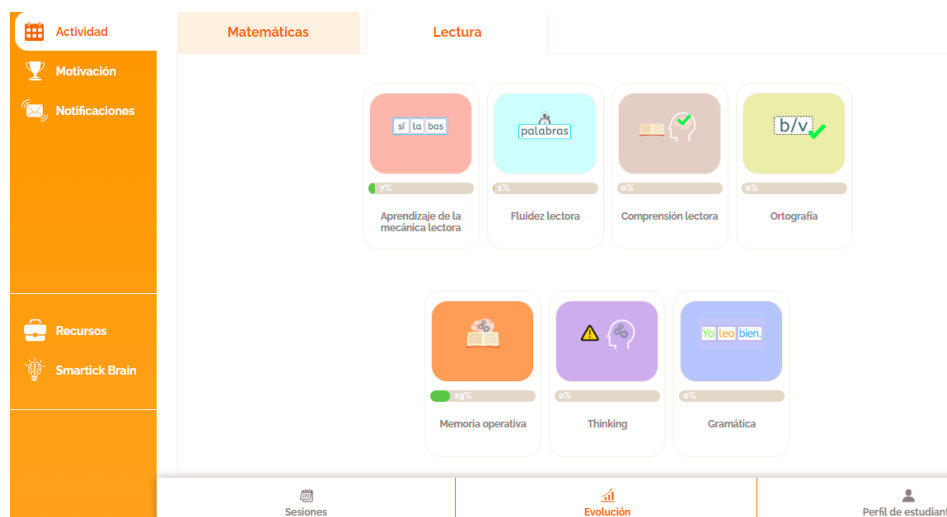 Actividad
Motivación
Notificaciones
Recursos
Smartick Brain
Matemáticas
Lectura
si la bas
palabras
b/v
7%
1%
0%
0%
Aprendizaje de la
mecánica lectora
Fluidez lectora
Comprensión lectora
Ortografía
Yo leo bien.
19%
0%
0%
Memoria operativa
Thinking
Gramática
Sesiones
Evolución
Perfil de estudiant